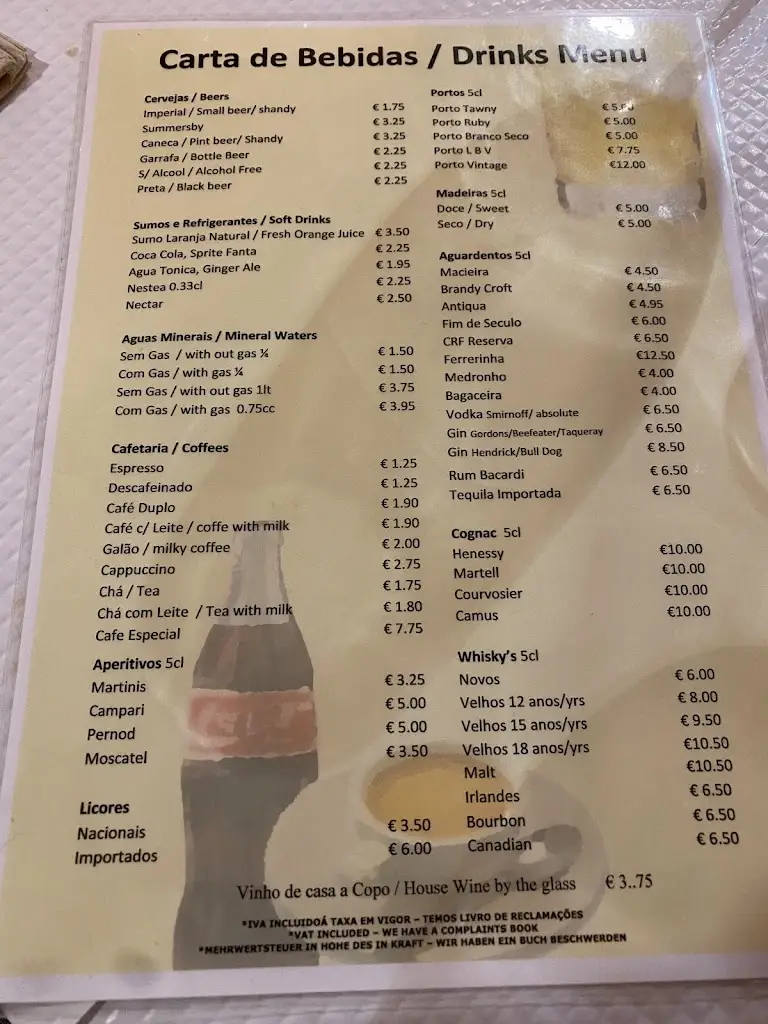 Carta de Bebidas / Drinks Menu
Cervejas / Beers
Imperial / Small beer/ shandy € 1.75
Summersby € 3.25
Caneca / Pint beer/ Shandy € 3.25
Garrafa / Bottle Beer € 2.25
S/ Alcool / Alcohol Free € 2.25
Preta / Black beer € 2.25
Sumos e Refrigerantes / Soft Drinks
Sumo Laranja Natural / Fresh Orange Juice € 3.50
Coca Cola, Sprite Fanta € 2.25
Agua Tonica, Ginger Ale € 1.95
Nestea 0.33cl € 2.25
Nectar € 2.50
Aguas Minerais / Mineral Waters
Sem Gas / with out gas ¼ € 1.50
Com Gas / with gas ¼ € 1.50
Sem Gas / with out gas 1lt € 3.75
Com Gas / with gas 0.75cc € 3.95
Cafetaria / Coffees
Espresso € 1.25
Descafeinado € 1.25
Café Duplo € 1.90
Café c/ Leite / coffe with milk € 1.90
Galão / milky coffee € 2.00
Cappuccino € 2.75
Chá / Tea € 1.75
Chá com Leite / Tea with milk € 1.80
Cafe Especial € 7.75
Aperitivos 5cl
Martinis € 3.25
Campari € 5.00
Pernod € 5.00
Moscatel € 3.50
Licores
Nacionais € 3.50
Importados € 6.00
Portos 5cl
Porto Tawny € 5.00
Porto Ruby € 5.00
Porto Branco Seco € 5.00
Porto L B V € 7.75
Porto Vintage €12.00
Madeiras 5cl
Doce / Sweet € 5.00
Seco / Dry € 5.00
Aguardentos 5cl
Macieira € 4.50
Brandy Croft € 4.50
Antiqua € 4.95
Fim de Seculo € 6.00
CRF Reserva € 6.50
Ferrerinha €12.50
Medronho € 4.00
Bagaceira € 4.00
Vodka Smirnoff/ absolute € 6.50
Gin Gordons/Beefeater/Taqueray € 6.50
Gin Hendrick/Bull Dog € 8.50
Rum Bacardi € 6.50
Tequila Importada € 6.50
Cognac 5cl
Henessy €10.00
Martell €10.00
Courvosier €10.00
Camus €10.00
Whisky's 5cl
Novos € 6.00
Velhos 12 anos/yrs € 8.00
Velhos 15 anos/yrs € 9.50
Velhos 18 anos/yrs €10.50
Malt €10.50
Irlandes € 6.50
Bourbon € 6.50
Canadian € 6.50
Vinho de casa a Copo / House Wine by the glass € 3..75
*IVA INCLUIDOÁ TAXA EM VIGOR – TEMOS LIVRO DE RECLAMAÇÕES
*VAT INCLUDED – WE HAVE A COMPLAINTS BOOK
*MEHRWERTSTEUER IN HOHE DES IN KRAFT – WIR HABEN EIN BUCH BESCHWERDEN